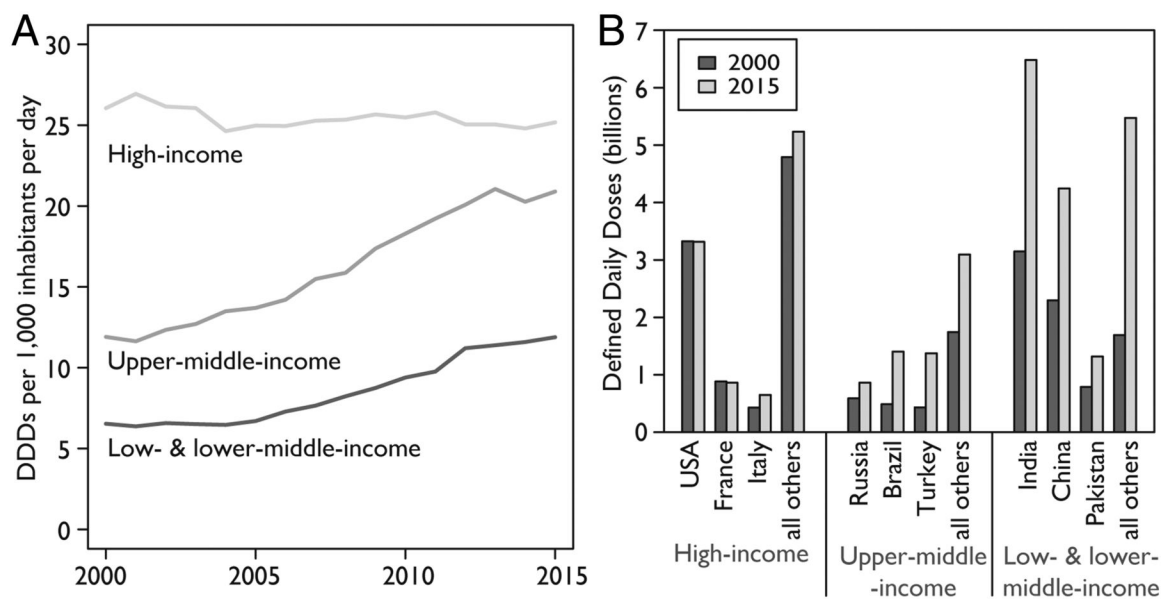 A
DDDs per 1,000 inhabitants per day
30
25
20
15
10
5
0
High-income
Upper-middle-income
Low- & lower-middle-income
2000 2005 2010 2015
B
Defined Daily Doses (billions)
7
6
5
4
3
2
1
0
2000
2015
USA
France
Italy
all others
Russia
Brazil
Turkey
all others
India
China
Pakistan
all others
High-income
Upper-middle
-income
Low- & lower-
middle-income